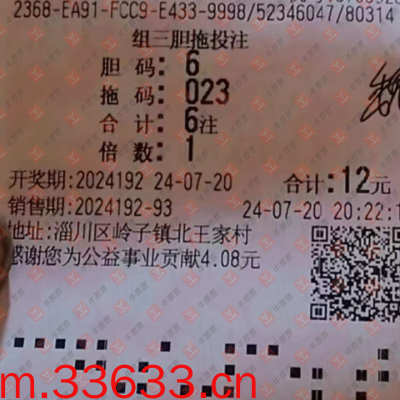 2368-EA91-FCC9-E433-9998/52346047/80314
组三胆拖投注
胆 码: 6
拖 码: 023
合 计: 6注
倍 数: 1
开奖期: 2024192 24-07-20 合计: 12元
销售期: 2024192-93 24-07-20 20:22:1
地址: 淄川区岭子镇北王家村
感谢您为公益事业贡献4.08元
m.33633.cn